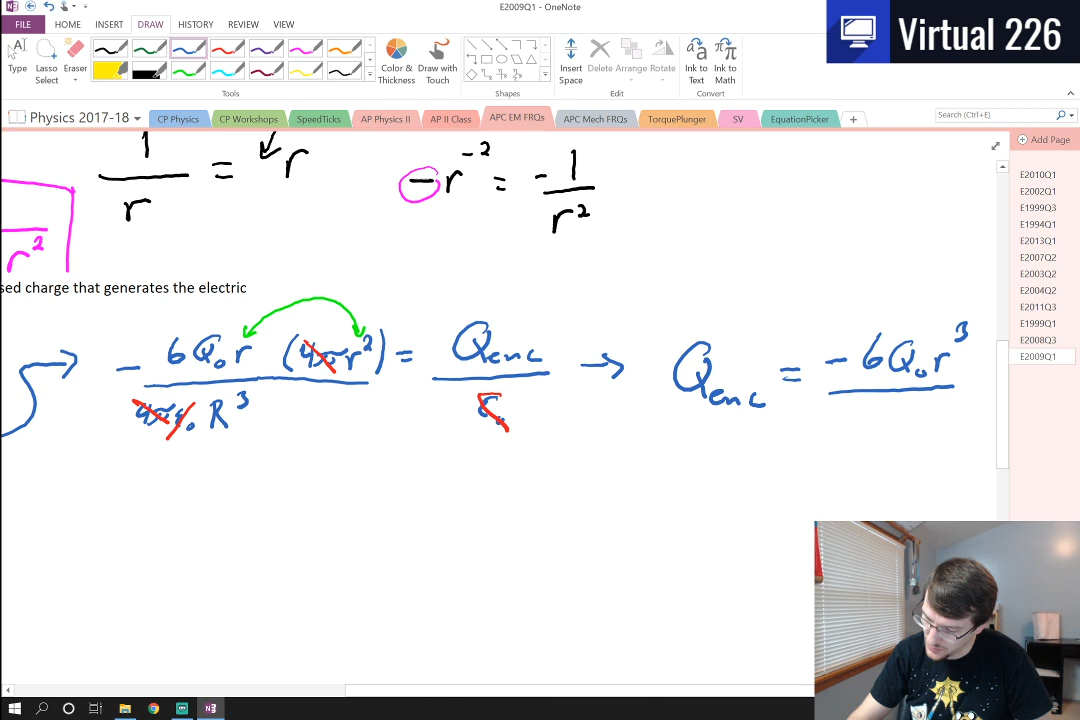 E2009Q1 - OneNote
FILE HOME INSERT DRAW HISTORY REVIEW VIEW
Virtual 226
Type Lasso Select Eraser Color & Thickness Draw with Touch Insert Space Delete Arrange Rotate Ink to Text Ink to Math
Tools Shapes Edit Convert
Physics 2017-18 CP Physics CP Workshops SpeedTicks AP Physics II AP II Class APC EM FRQs APC Mech FRQs TorquePlunger SV EquationPicker Search (Ctrl+E)
Add Page
E2010Q1
E2002Q1
E1999Q3
E1994Q1
E2013Q1
E2007Q2
E2003Q2
E2004Q2
E2011Q3
E1999Q1
E2008Q3
E2009Q1
1/r = r
-r⁻² = -1/r²
r²
sed charge that generates the electric
- 6Q₀r (4πr²) / 4πε₀R³ = Qenc / ε₀ → Qenc = -6Q₀r³